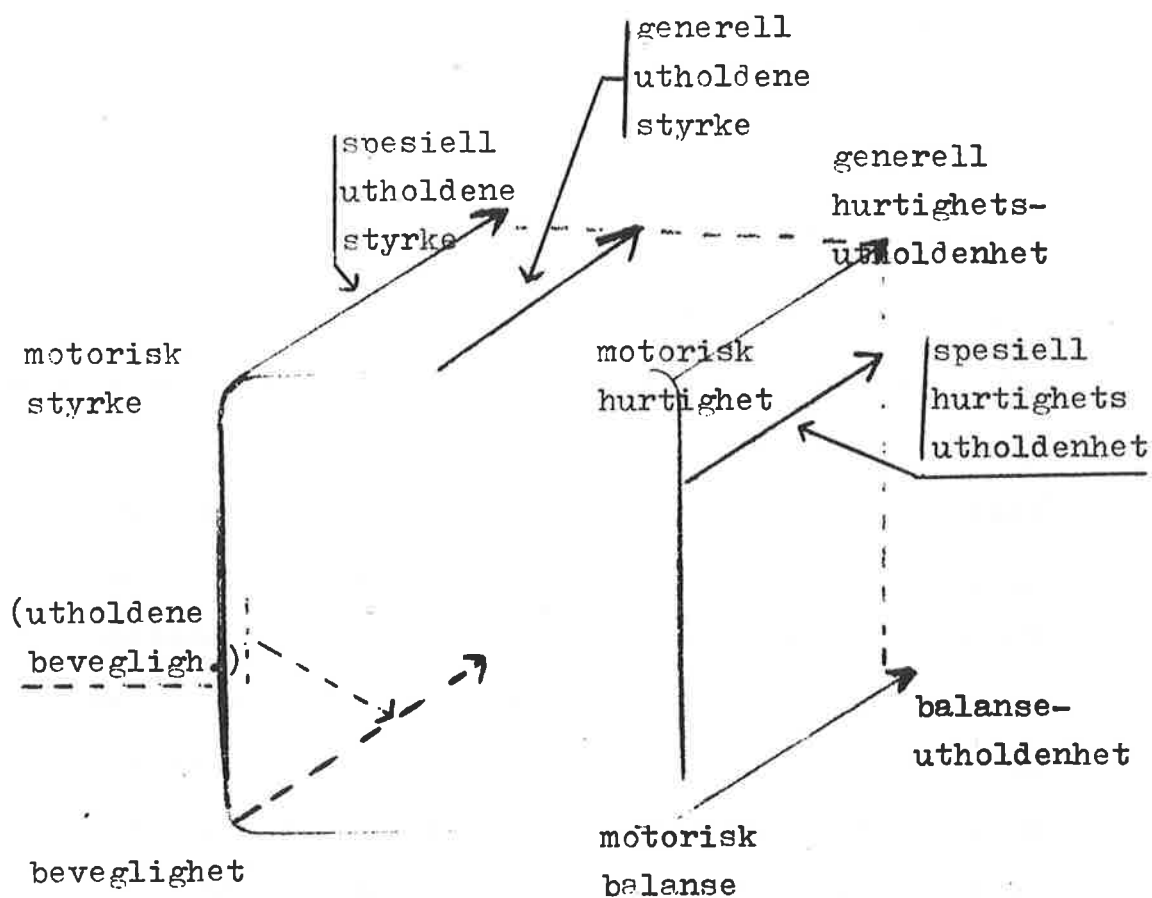 generell
utholdene
styrke
spesiell
utholdene
styrke
generell
hurtighets-
utholdenhet
motorisk
styrke
motorisk
hurtighet
spesiell
hurtighets
utholdenhet
(utholdene
bevegligh.)
balanse-
utholdenhet
beveglighet
motorisk
balanse